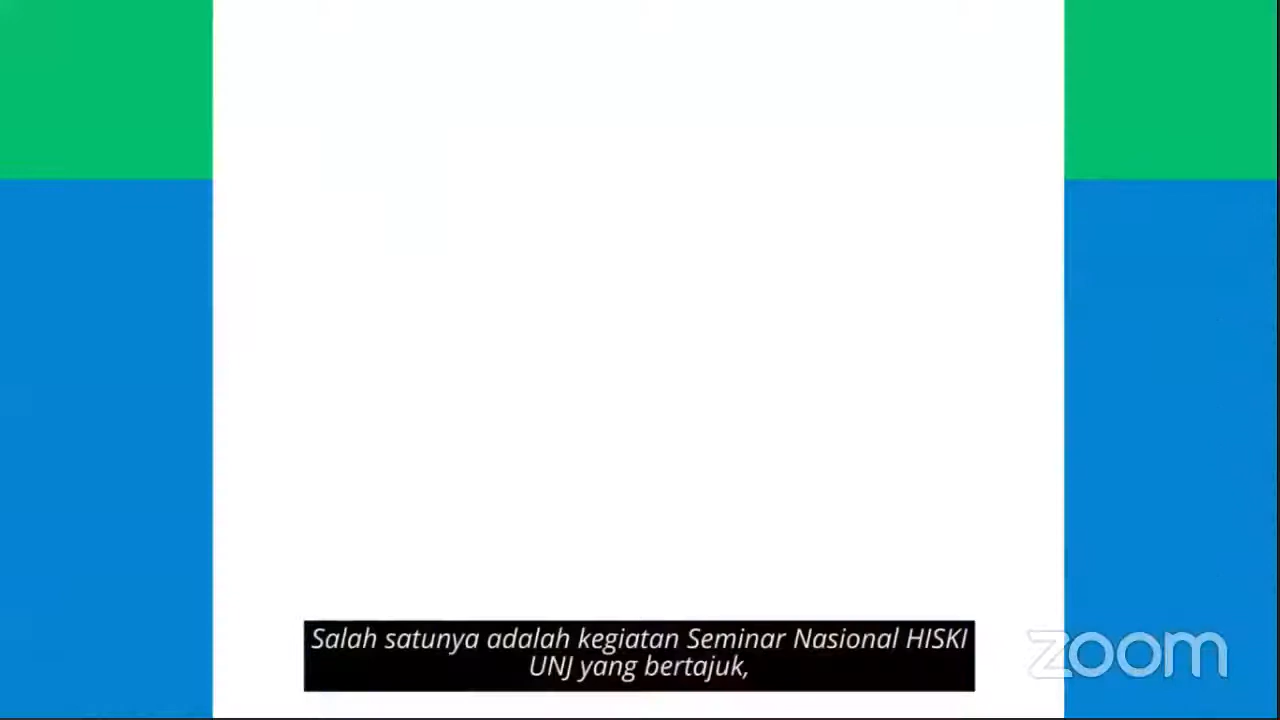 Salah satunya adalah kegiatan Seminar Nasional HISKI
UNJ yang bertajuk,
zoom